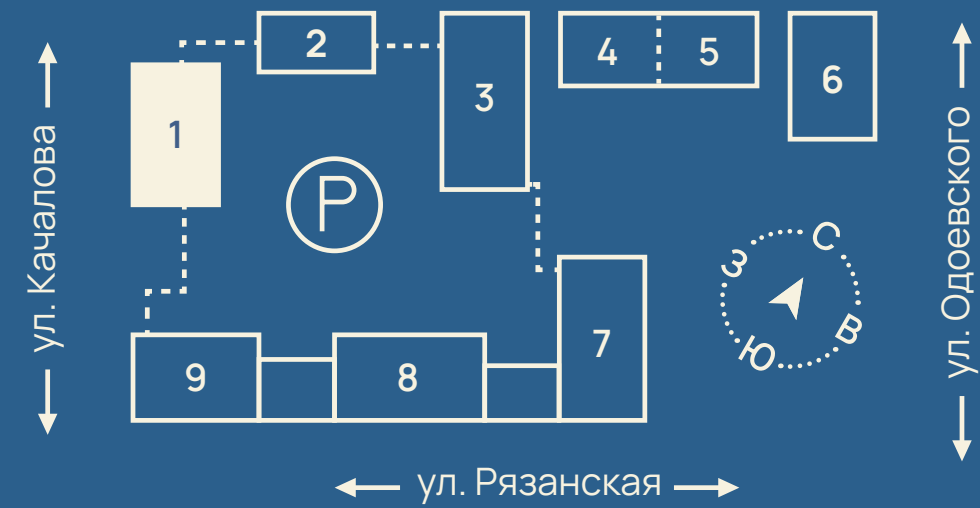 2
3
4
5
6
1
P
ул. Качалова
ул. Одоевского
С
З
В
Ю
7
9
8
ул. Рязанская